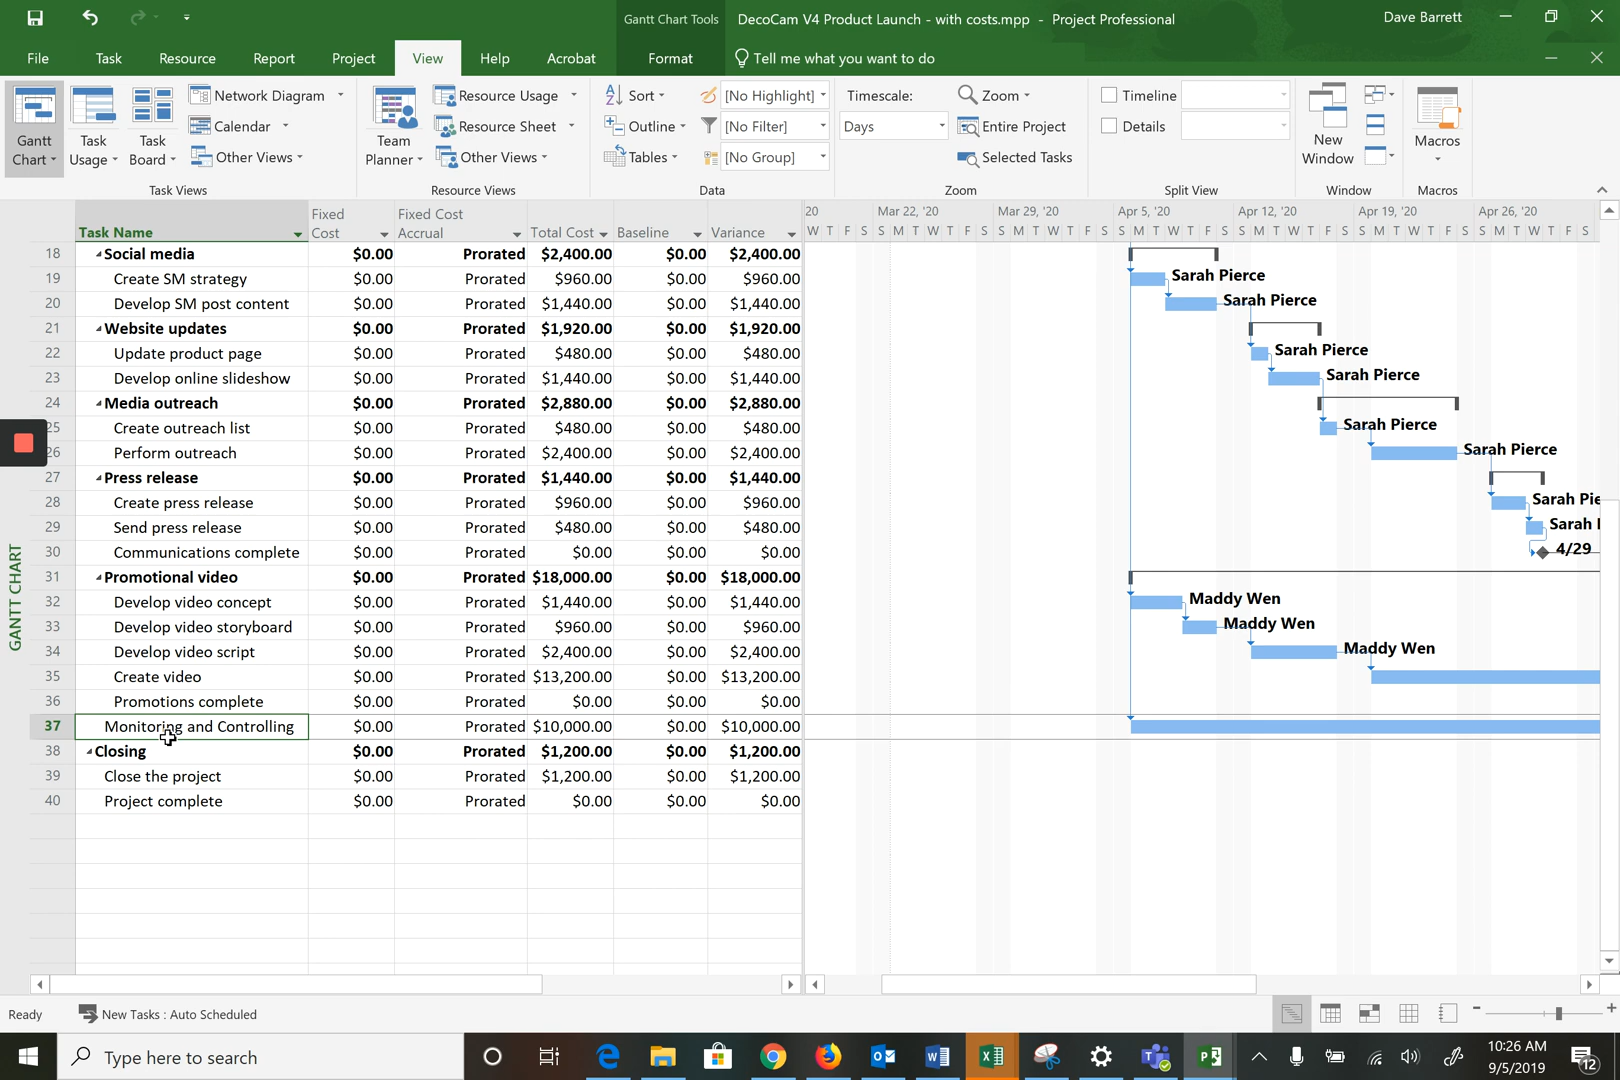 Gantt Chart Tools
DecoCam V4 Product Launch - with costs.mpp - Project Professional
Dave Barrett
File Task Resource Report Project View Help Acrobat Format Tell me what you want to do
Gantt Chart
Task Usage
Task Board
Network Diagram
Calendar
Other Views
Task Views
Team Planner
Resource Usage
Resource Sheet
Other Views
Resource Views
Sort
Outline
Tables
[No Highlight]
[No Filter]
[No Group]
Data
Timescale:
Days
Zoom
Entire Project
Selected Tasks
Zoom
Timeline
Details
Split View
New Window
Window
Macros
Macros
Task Name Fixed Cost Fixed Cost Accrual Total Cost Baseline Variance
20 Mar 22, '20 Mar 29, '20 Apr 5, '20 Apr 12, '20 Apr 19, '20 Apr 26, '20
W T F S S M T W T F S S M T W T F S S M T W T F S S M T W T F S S M T W T F S S M T W T F S
18 Social media $0.00 Prorated $2,400.00 $0.00 $2,400.00
19 Create SM strategy $0.00 Prorated $960.00 $0.00 $960.00 Sarah Pierce
20 Develop SM post content $0.00 Prorated $1,440.00 $0.00 $1,440.00 Sarah Pierce
21 Website updates $0.00 Prorated $1,920.00 $0.00 $1,920.00
22 Update product page $0.00 Prorated $480.00 $0.00 $480.00 Sarah Pierce
23 Develop online slideshow $0.00 Prorated $1,440.00 $0.00 $1,440.00 Sarah Pierce
24 Media outreach $0.00 Prorated $2,880.00 $0.00 $2,880.00
25 Create outreach list $0.00 Prorated $480.00 $0.00 $480.00 Sarah Pierce
26 Perform outreach $0.00 Prorated $2,400.00 $0.00 $2,400.00 Sarah Pierce
27 Press release $0.00 Prorated $1,440.00 $0.00 $1,440.00
28 Create press release $0.00 Prorated $960.00 $0.00 $960.00 Sarah Pie
29 Send press release $0.00 Prorated $480.00 $0.00 $480.00 Sarah
30 Communications complete $0.00 Prorated $0.00 $0.00 $0.00 4/29
31 Promotional video $0.00 Prorated $18,000.00 $0.00 $18,000.00
32 Develop video concept $0.00 Prorated $1,440.00 $0.00 $1,440.00 Maddy Wen
33 Develop video storyboard $0.00 Prorated $960.00 $0.00 $960.00 Maddy Wen
34 Develop video script $0.00 Prorated $2,400.00 $0.00 $2,400.00 Maddy Wen
35 Create video $0.00 Prorated $13,200.00 $0.00 $13,200.00
36 Promotions complete $0.00 Prorated $0.00 $0.00 $0.00
37 Monitoring and Controlling $0.00 Prorated $10,000.00 $0.00 $10,000.00
38 Closing $0.00 Prorated $1,200.00 $0.00 $1,200.00
39 Close the project $0.00 Prorated $1,200.00 $0.00 $1,200.00
40 Project complete $0.00 Prorated $0.00 $0.00 $0.00
GANTT CHART
Ready New Tasks : Auto Scheduled
Type here to search
10:26 AM
9/5/2019
12